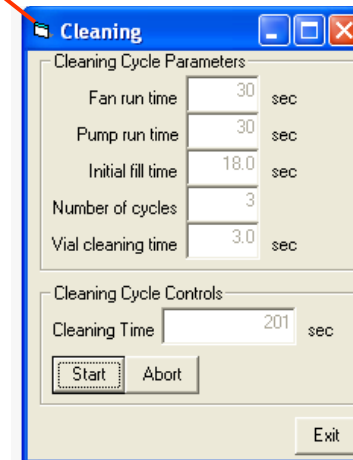 Cleaning
Cleaning Cycle Parameters
Fan run time 30 sec
Pump run time 30 sec
Initial fill time 18.0 sec
Number of cycles 3
Vial cleaning time 3.0 sec
Cleaning Cycle Controls
Cleaning Time 201 sec
Start Abort
Exit